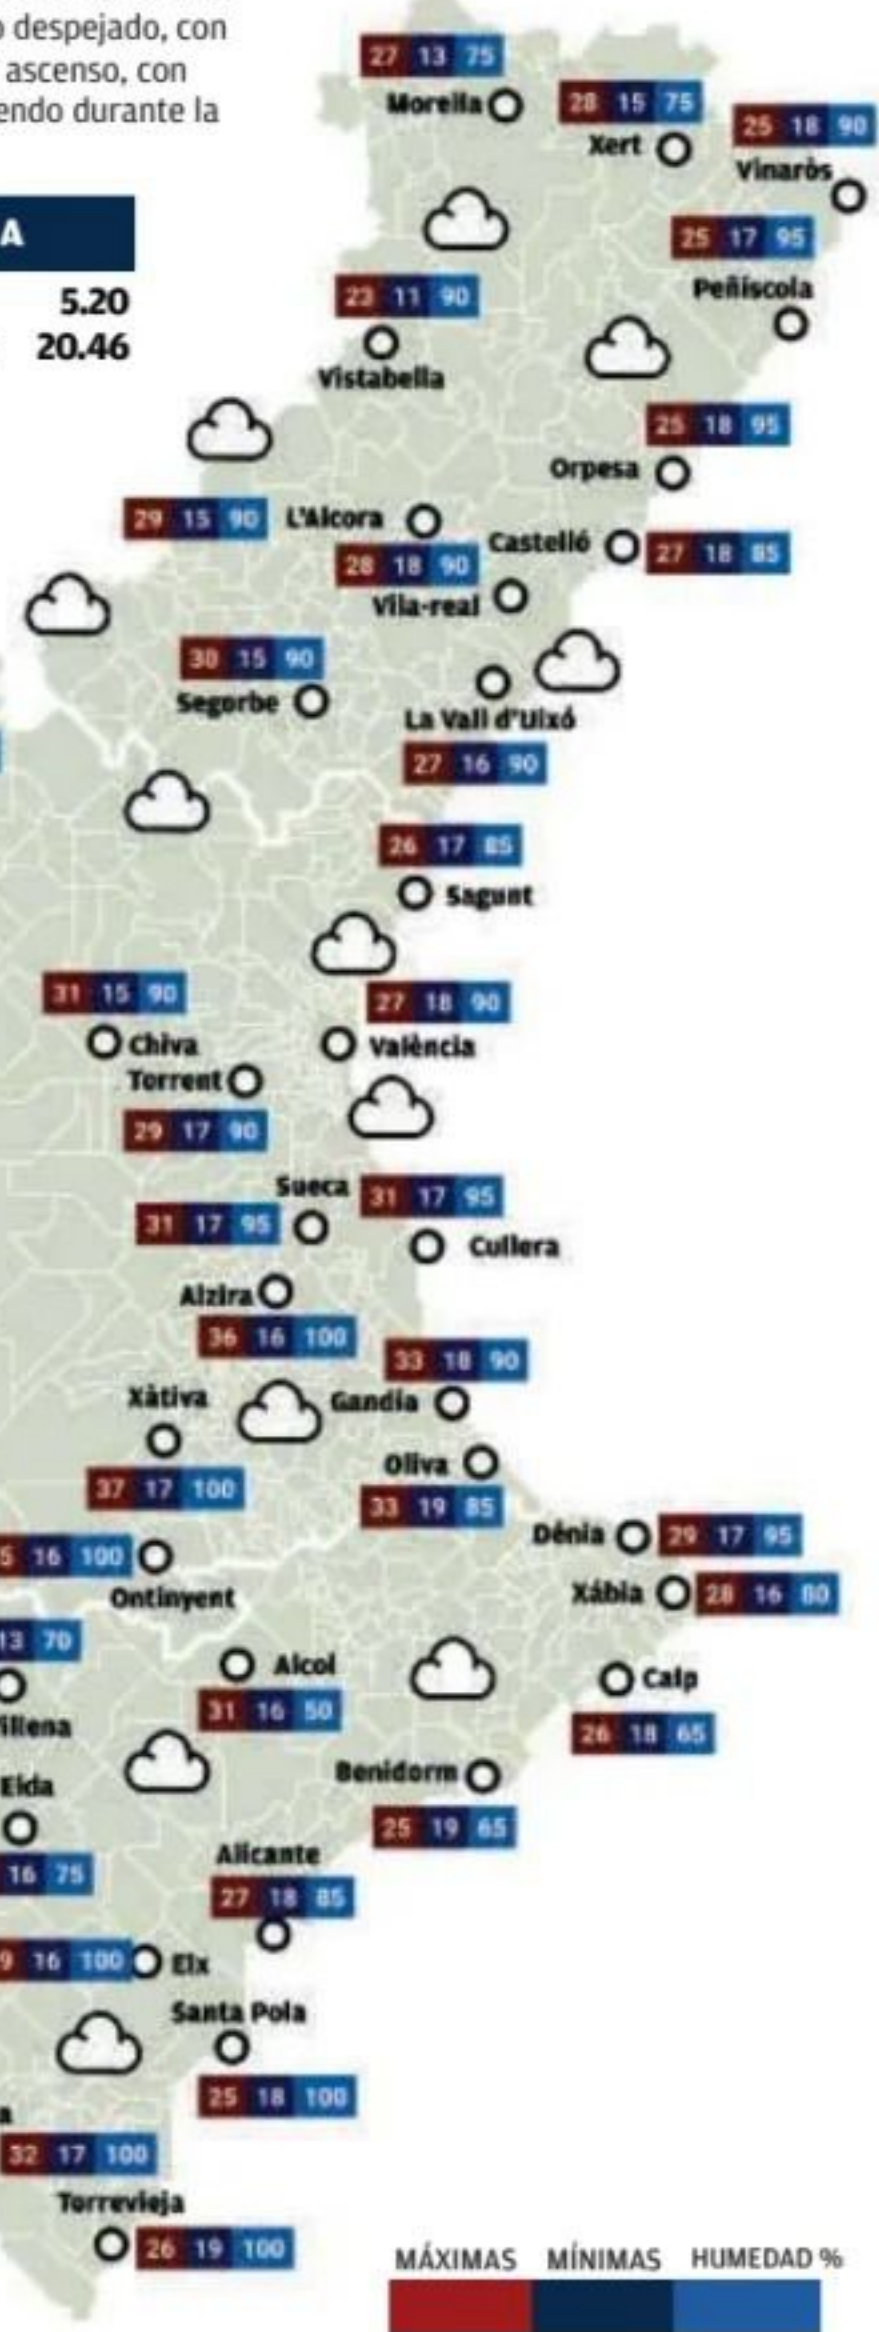 despejado, con
ascenso, con
endo durante la
A
5.20
20.46
27 13 75
Morella
28 15 75
Xert
25 18 90
Vinaròs
25 17 95
Peñíscola
23 11 90
Vistabella
25 18 95
Orpesa
29 15 90 L'Alcora
Castelló 27 18 85
28 18 90
Vila-real
30 15 90
Segorbe
La Vall d'Uixó
27 16 90
26 17 85
Sagunt
31 15 90
Chiva
27 18 90
València
Torrent
29 17 90
Sueca
31 17 95
31 17 95
Cullera
Alzira
36 16 100
33 18 90
Gandia
Xàtiva
37 17 100
Oliva
33 19 85
Dénia 29 17 95
5 16 100
Ontinyent
Xábia 28 16 80
13 70
illena
Alcoi
31 16 50
Calp
26 18 65
Benidorm
25 19 65
Elda
16 75
Alicante
27 18 85
9 16 100 Elx
Santa Pola
25 18 100
a
32 17 100
Torrevieja
26 19 100
MÁXIMAS MÍNIMAS HUMEDAD %